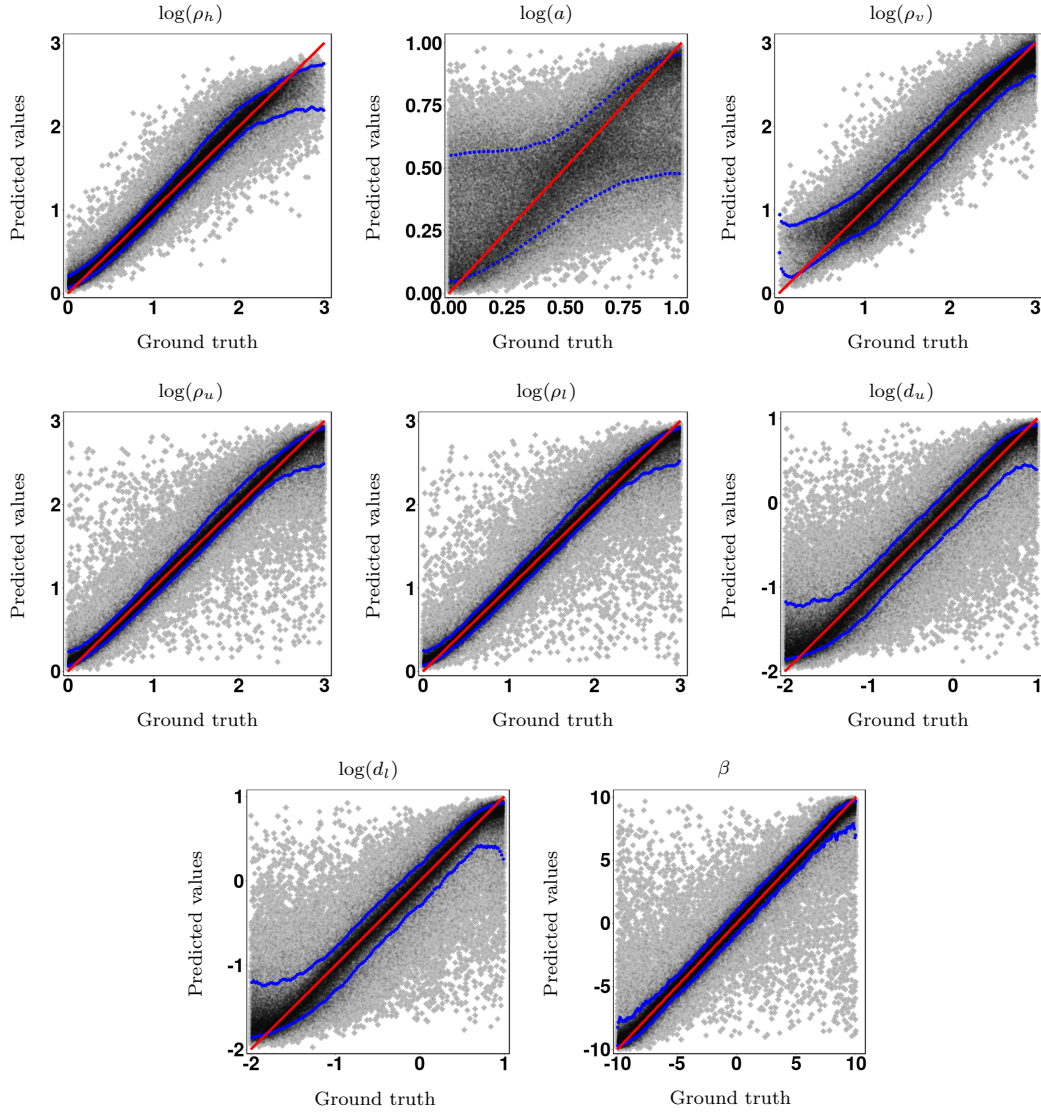 log(ρ_h) log(a) log(ρ_v)
3 1.00 3
2 0.75 2
0.50
1 0.25 1
0 0.00 0
Predicted values Predicted values Predicted values
0 1 2 3 0.00 0.25 0.50 0.75 1.0 0 1 2 3
Ground truth Ground truth Ground truth
log(ρ_u) log(ρ_l) log(d_u)
3 3 1
2 2 0
1 1 -1
0 0 -2
Predicted values Predicted values Predicted values
0 1 2 3 0 1 2 3 -2 -1 0 1
Ground truth Ground truth Ground truth
log(d_l) β
1 10
0 5
0
-1 -5
-2 -10
Predicted values Predicted values
-2 -1 0 1 -10 -5 0 5 10
Ground truth Ground truth